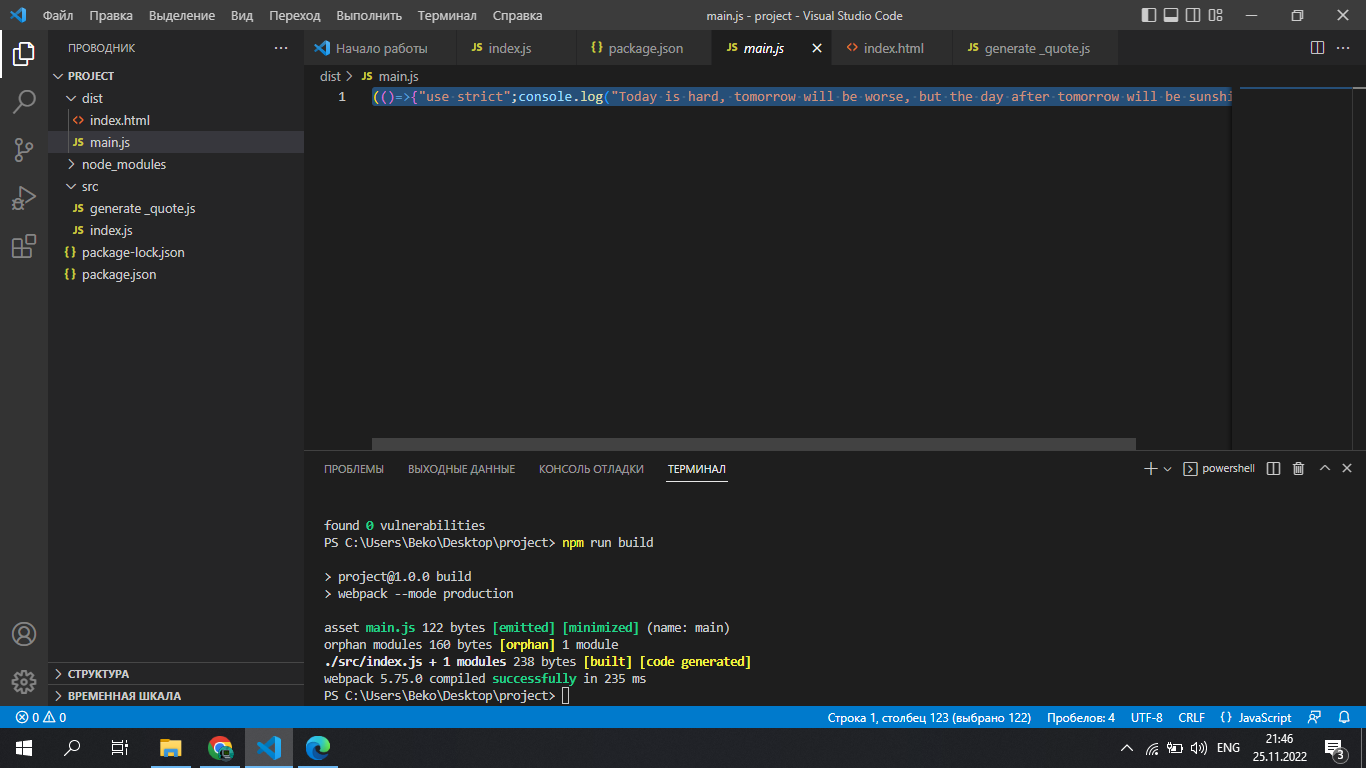 Файл Правка Выделение Вид Переход Выполнить Терминал Справка main.js - project - Visual Studio Code
ПРОВОДНИК
PROJECT
dist
index.html
JS main.js
node_modules
src
JS generate _quote.js
JS index.js
{} package-lock.json
{} package.json
СТРУКТУРА
ВРЕМЕННАЯ ШКАЛА
Начало работы JS index.js {} package.json JS main.js <> index.html JS generate _quote.js
dist > JS main.js
1 (()=>{"use strict";console.log("Today is hard, tomorrow will be worse, but the day after tomorrow will be sunshi
ПРОБЛЕМЫ ВЫХОДНЫЕ ДАННЫЕ КОНСОЛЬ ОТЛАДКИ ТЕРМИНАЛ powershell
found 0 vulnerabilities
PS C:\Users\Beko\Desktop\project> npm run build
> project@1.0.0 build
> webpack --mode production
asset main.js 122 bytes [emitted] [minimized] (name: main)
orphan modules 160 bytes [orphan] 1 module
./src/index.js + 1 modules 238 bytes [built] [code generated]
webpack 5.75.0 compiled successfully in 235 ms
PS C:\Users\Beko\Desktop\project>
0 0 Строка 1, столбец 123 (выбрано 122) Пробелов: 4 UTF-8 CRLF {} JavaScript
ENG 21:46
25.11.2022 3